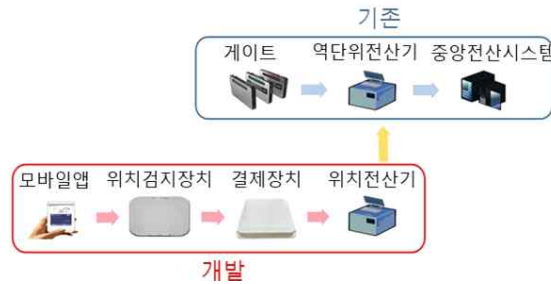 기존
게이트 역단위전산기 중앙전산시스템
모바일앱 위치검지장치 결제장치 위치전산기
개발